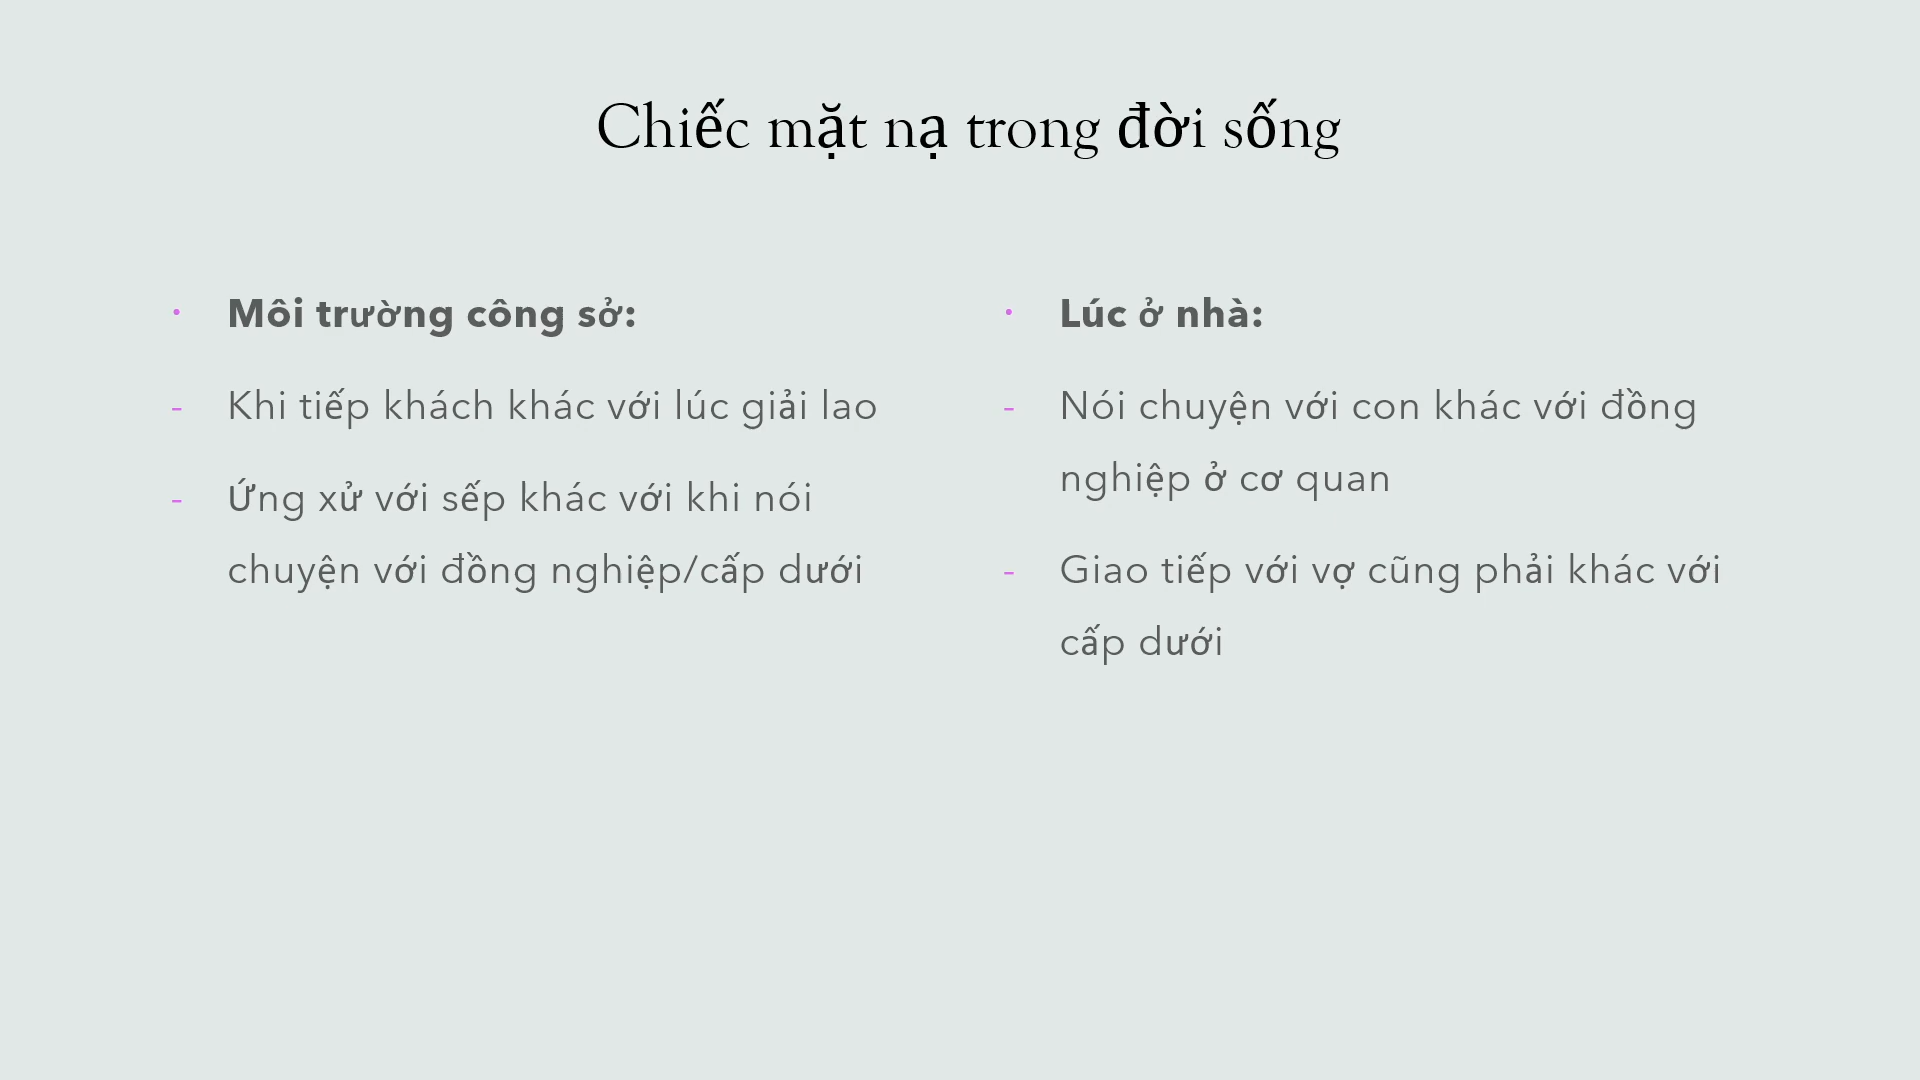 Chiếc mặt nạ trong đời sống
• Môi trường công sở:
- Khi tiếp khách khác với lúc giải lao
- Ứng xử với sếp khác với khi nói
chuyện với đồng nghiệp/cấp dưới
• Lúc ở nhà:
- Nói chuyện với con khác với đồng
nghiệp ở cơ quan
- Giao tiếp với vợ cũng phải khác với
cấp dưới